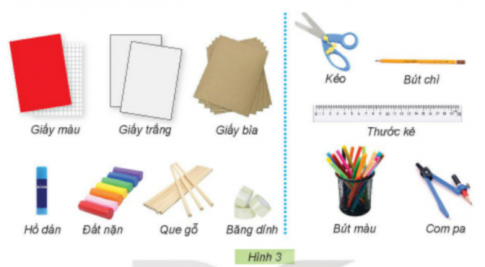 Giấy màu
Giấy trắng
Giấy bìa
Kéo
Bút chì
Thước kẻ
Hồ dán
Đất nặn
Que gỗ
Băng dính
Bút màu
Com pa
Hình 3